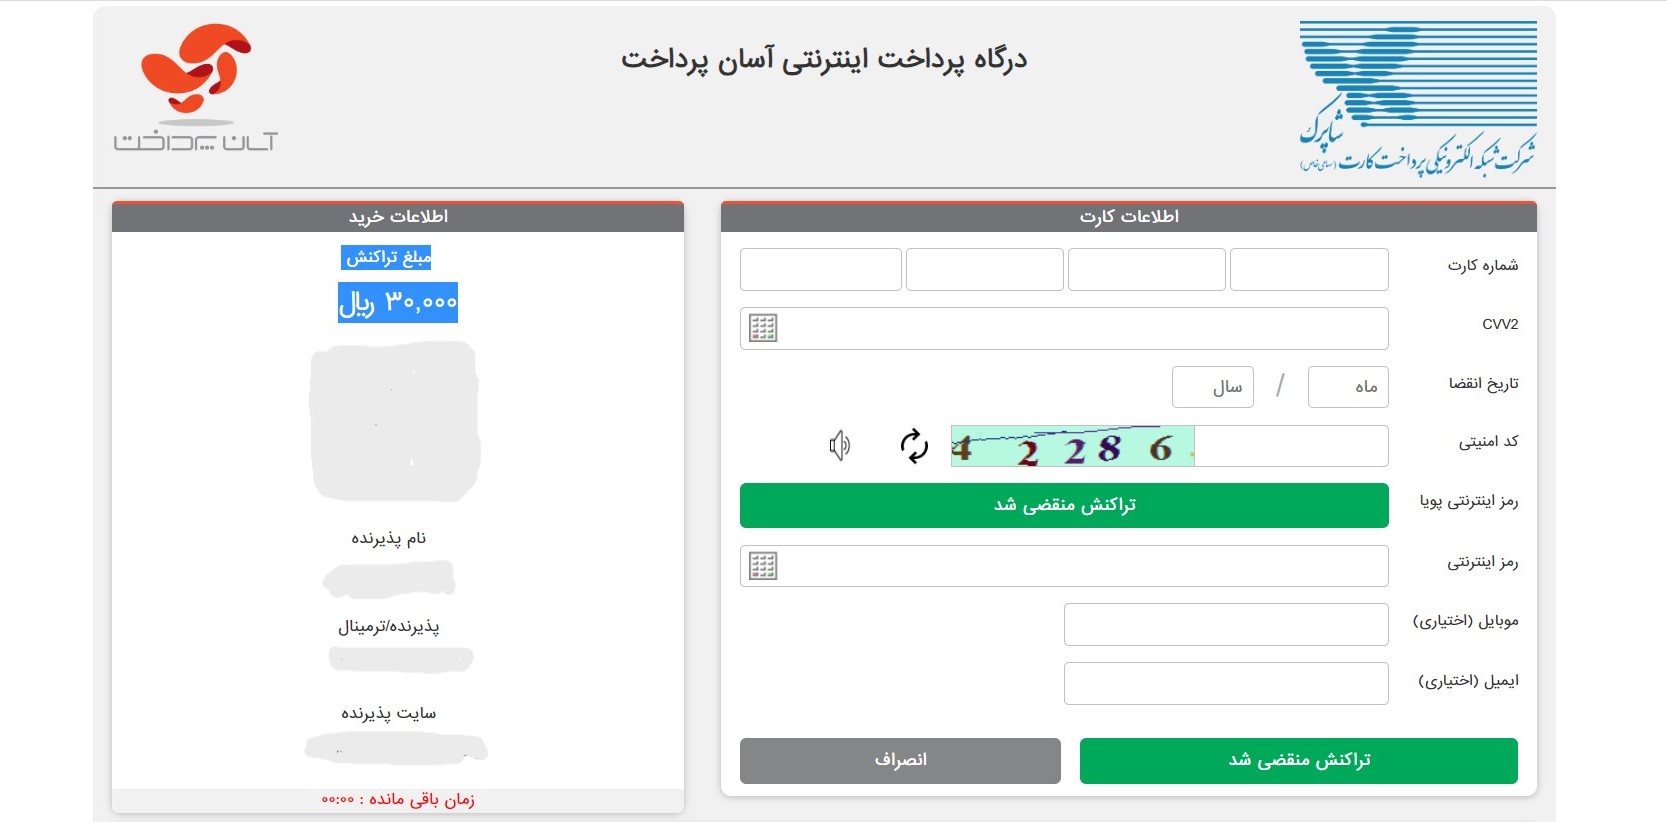 درگاه پرداخت اینترنتی آسان پرداخت
شاپرک
شرکت شبکه الکترونیکی پرداخت کارت (سهامی خاص)
آسان پرداخت
اطلاعات کارت
شماره کارت
CVV2
تاریخ انقضا
ماه
/
سال
کد امنیتی
4 2 2 8 6
رمز اینترنتی پویا
تراکنش منقضی شد
رمز اینترنتی
موبایل (اختیاری)
ایمیل (اختیاری)
تراکنش منقضی شد
انصراف
اطلاعات خرید
مبلغ تراکنش
۳۰,۰۰۰ ریال
نام پذیرنده
پذیرنده/ترمینال
سایت پذیرنده
زمان باقی مانده : ۰۰:۰۰